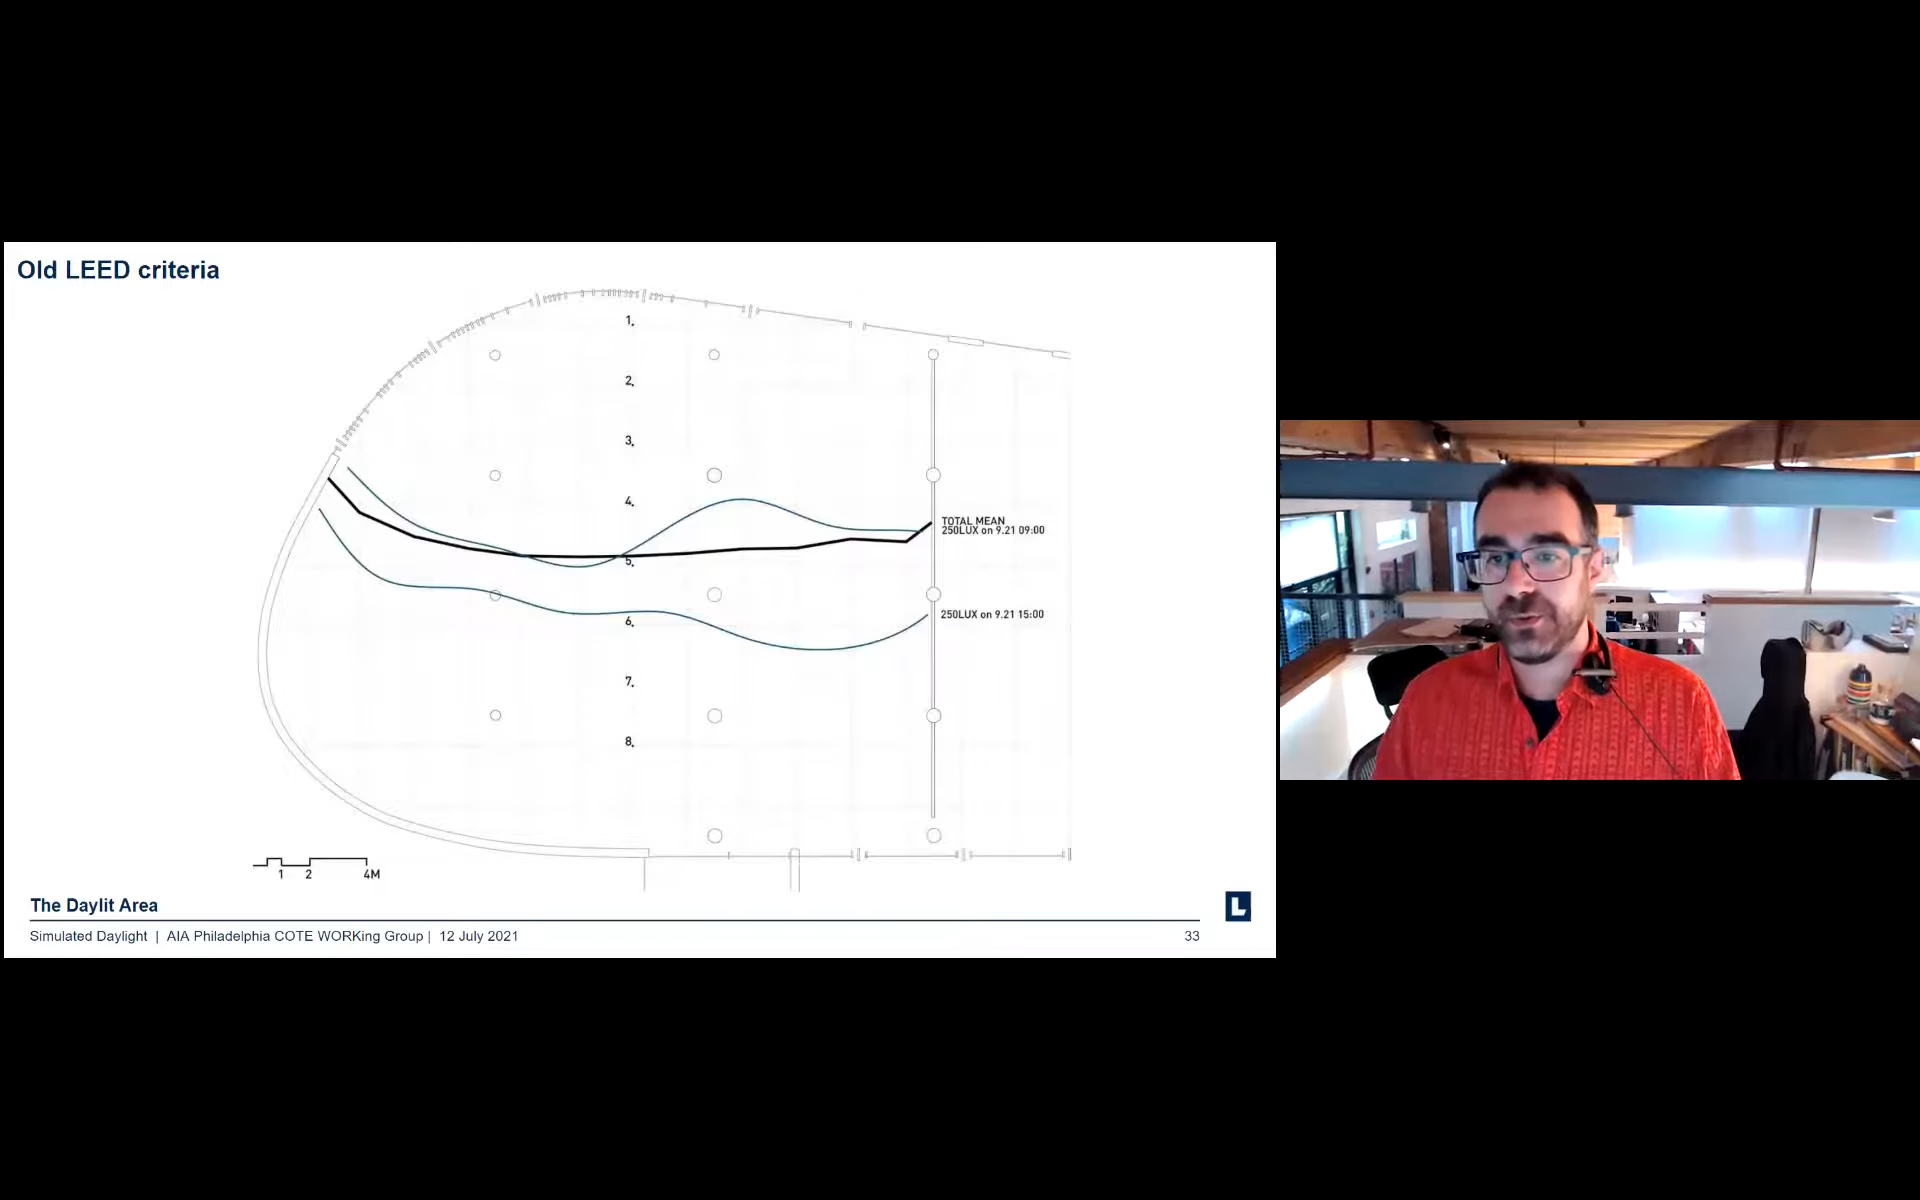 Old LEED criteria
1.
2.
3.
4.
TOTAL MEAN
250LUX on 9.21 09:00
5.
250LUX on 9.21 15:00
6.
7.
8.
1 2 4M
The Daylit Area
L
Simulated Daylight | AIA Philadelphia COTE WORKing Group | 12 July 2021
33